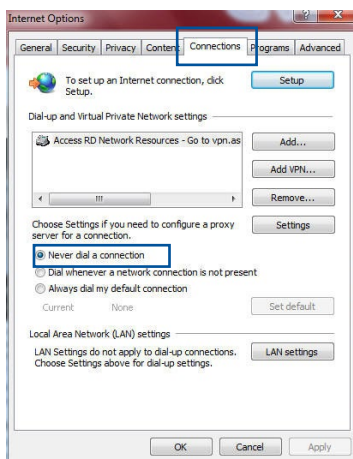 Internet Options
General Security Privacy Content Connections Programs Advanced
To set up an Internet connection, click
Setup.
Setup
Dial-up and Virtual Private Network settings
Access RD Network Resources - Go to vpn.as
Add...
Add VPN...
Remove...
Choose Settings if you need to configure a proxy
server for a connection.
Settings
Never dial a connection
Dial whenever a network connection is not present
Always dial my default connection
Current None
Set default
Local Area Network (LAN) settings
LAN Settings do not apply to dial-up connections.
Choose Settings above for dial-up settings.
LAN settings
OK Cancel Apply